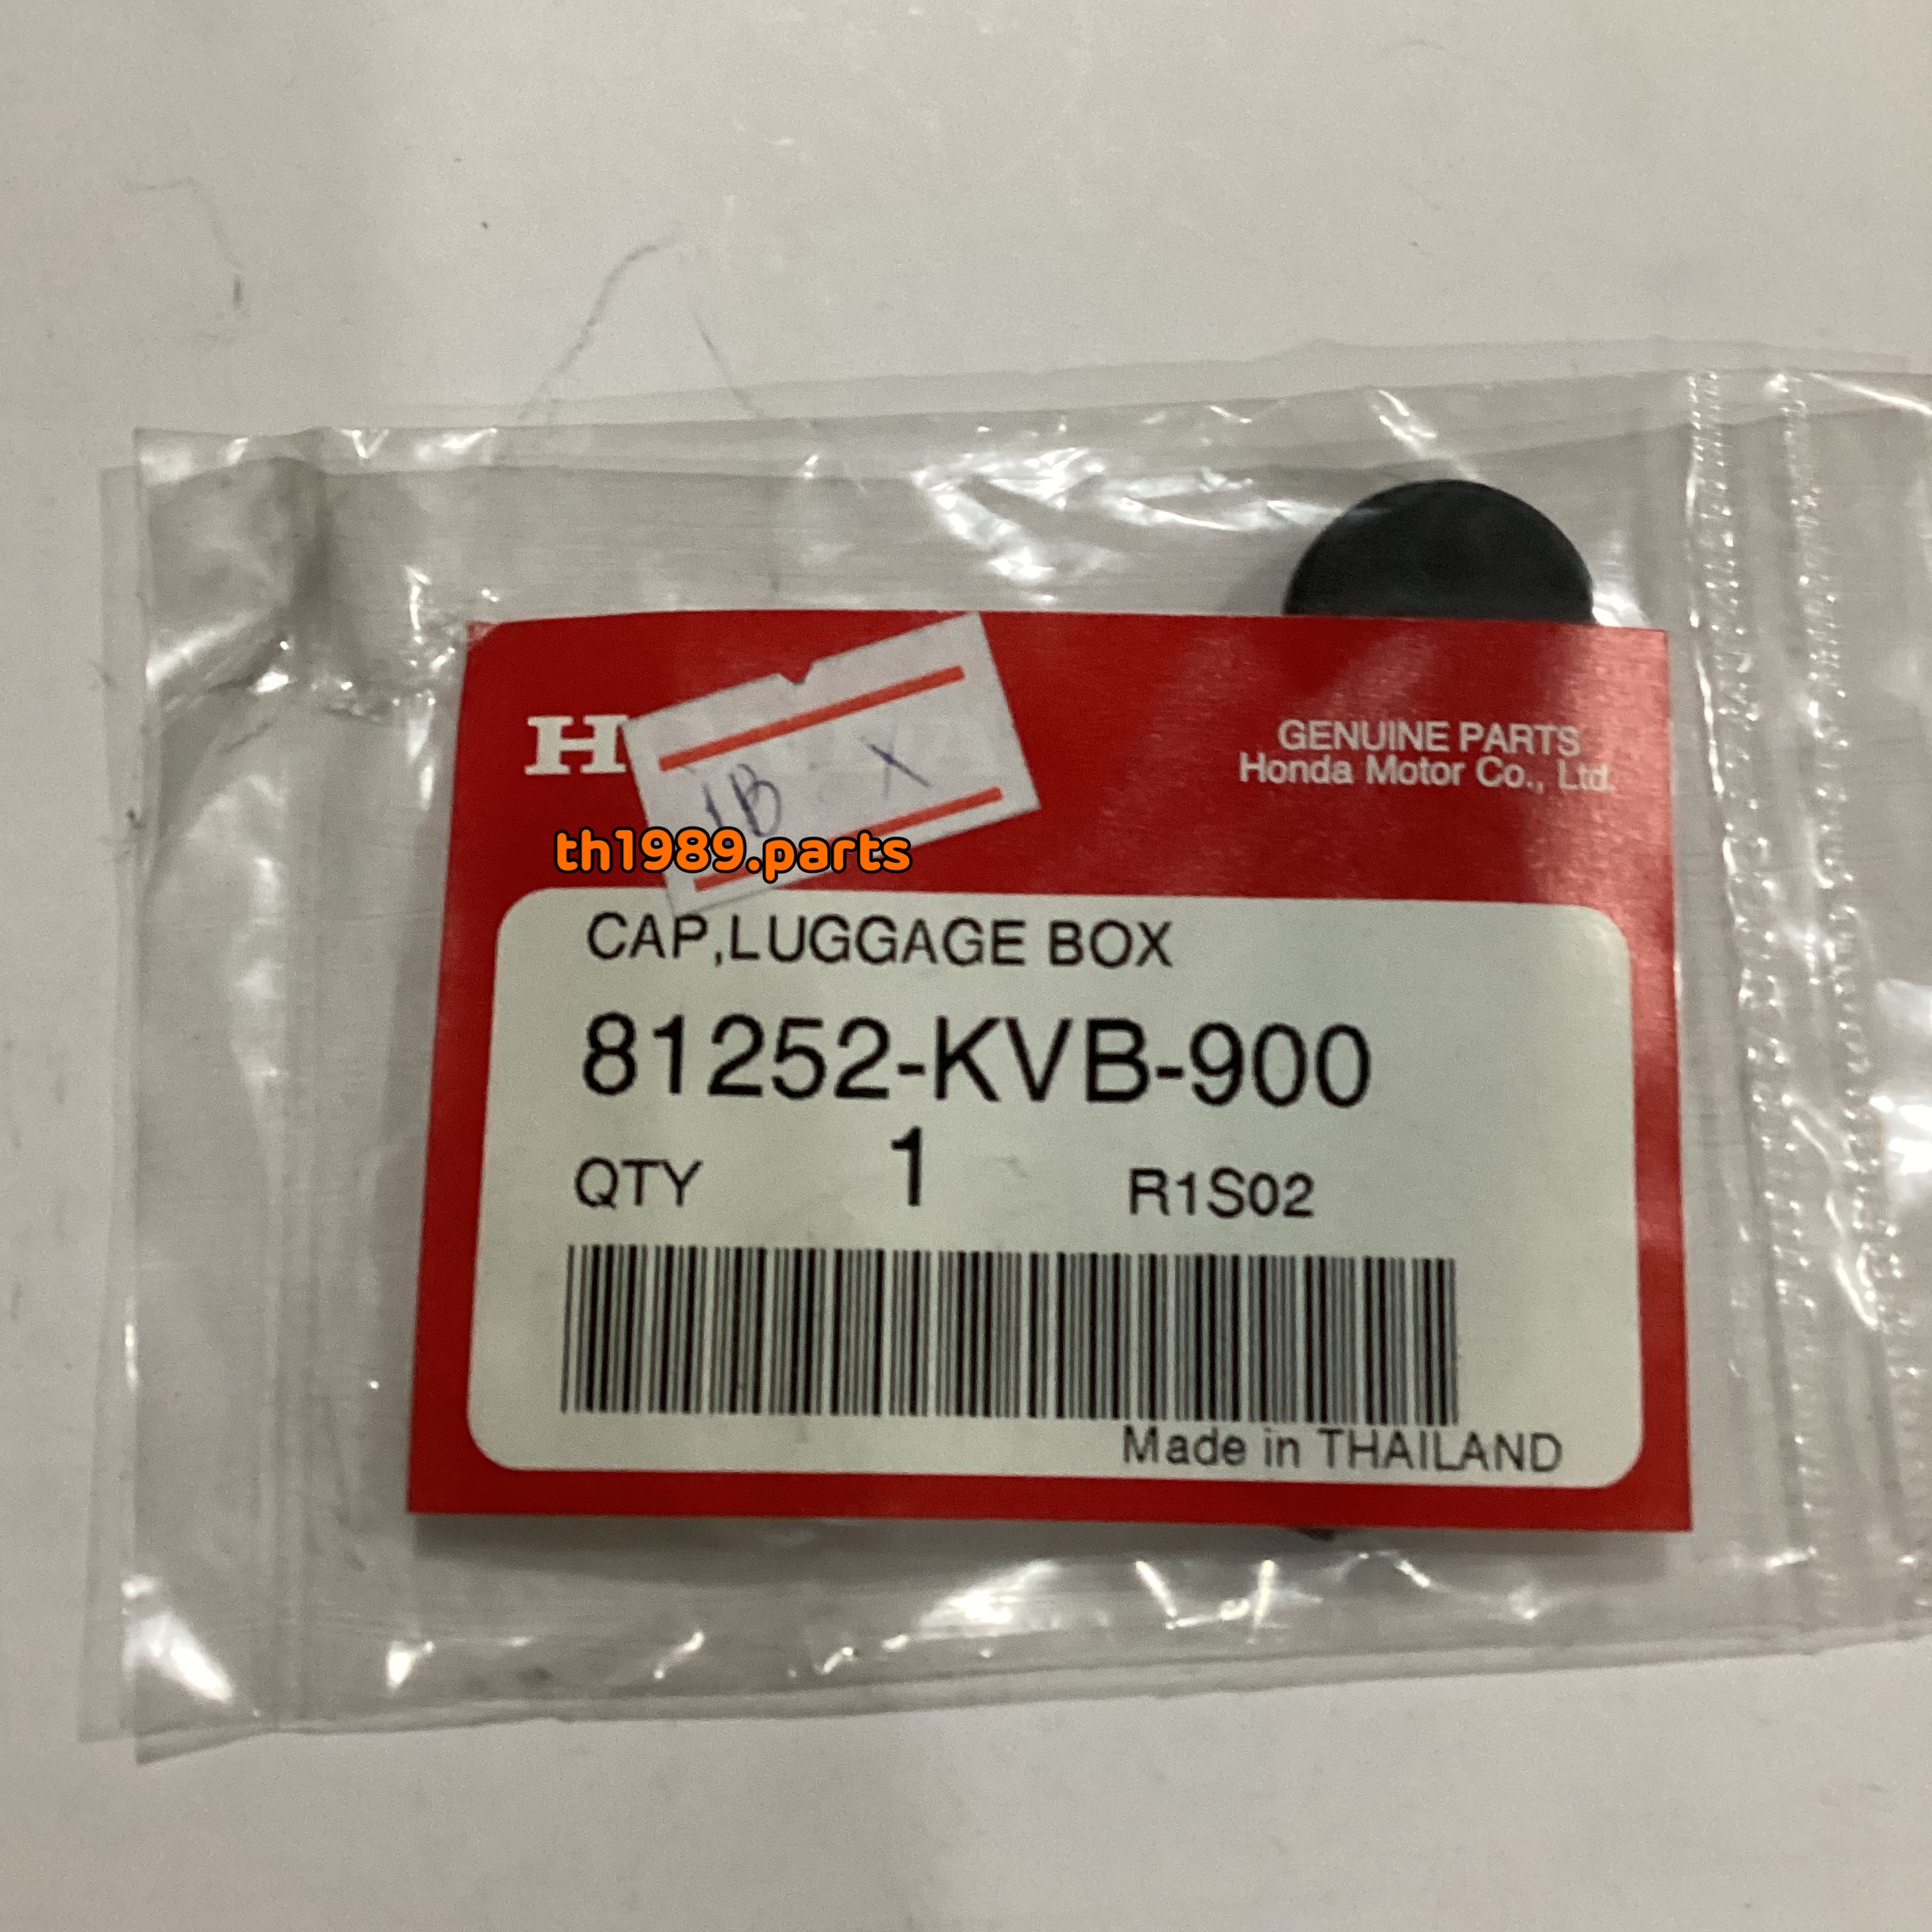 H
GENUINE PARTS
Honda Motor Co., Ltd.
1B X
th1989.parts
CAP,LUGGAGE BOX
81252-KVB-900
QTY 1 R1S02
Made in THAILAND